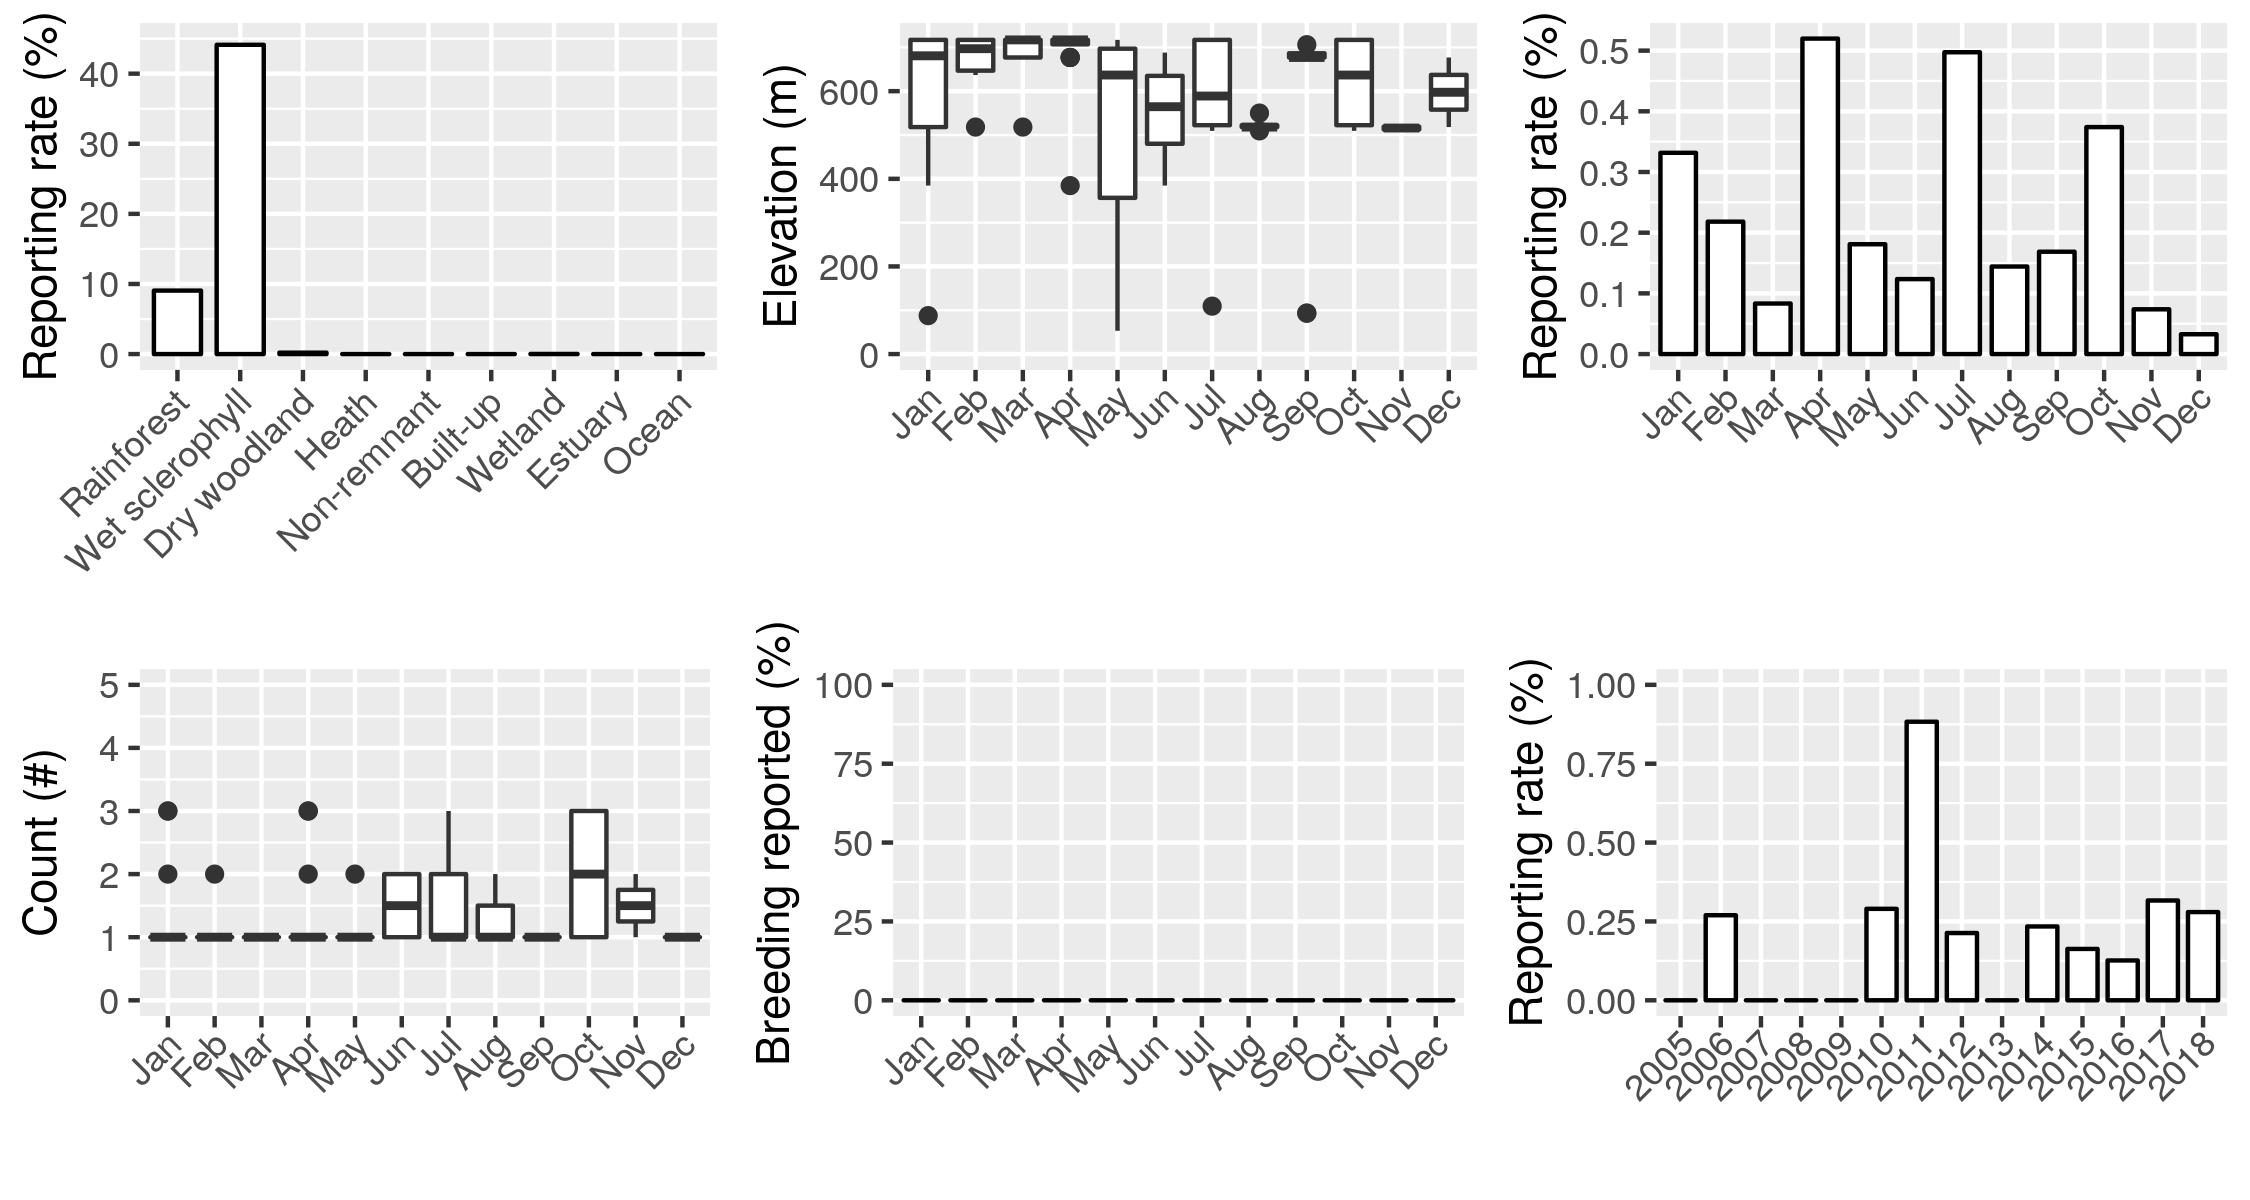 Reporting rate (%)
40
30
20
10
0
Rainforest
Wet sclerophyll
Dry woodland
Heath
Non-remnant
Built-up
Wetland
Estuary
Ocean
Elevation (m)
600
400
200
0
Jan
Feb
Mar
Apr
May
Jun
Jul
Aug
Sep
Oct
Nov
Dec
Reporting rate (%)
0.5
0.4
0.3
0.2
0.1
0.0
Jan
Feb
Mar
Apr
May
Jun
Jul
Aug
Sep
Oct
Nov
Dec
Count (#)
5
4
3
2
1
0
Jan
Feb
Mar
Apr
May
Jun
Jul
Aug
Sep
Oct
Nov
Dec
Breeding reported (%)
100
75
50
25
0
Jan
Feb
Mar
Apr
May
Jun
Jul
Aug
Sep
Oct
Nov
Dec
Reporting rate (%)
1.00
0.75
0.50
0.25
0.00
2005
2006
2007
2008
2009
2010
2011
2012
2013
2014
2015
2016
2017
2018